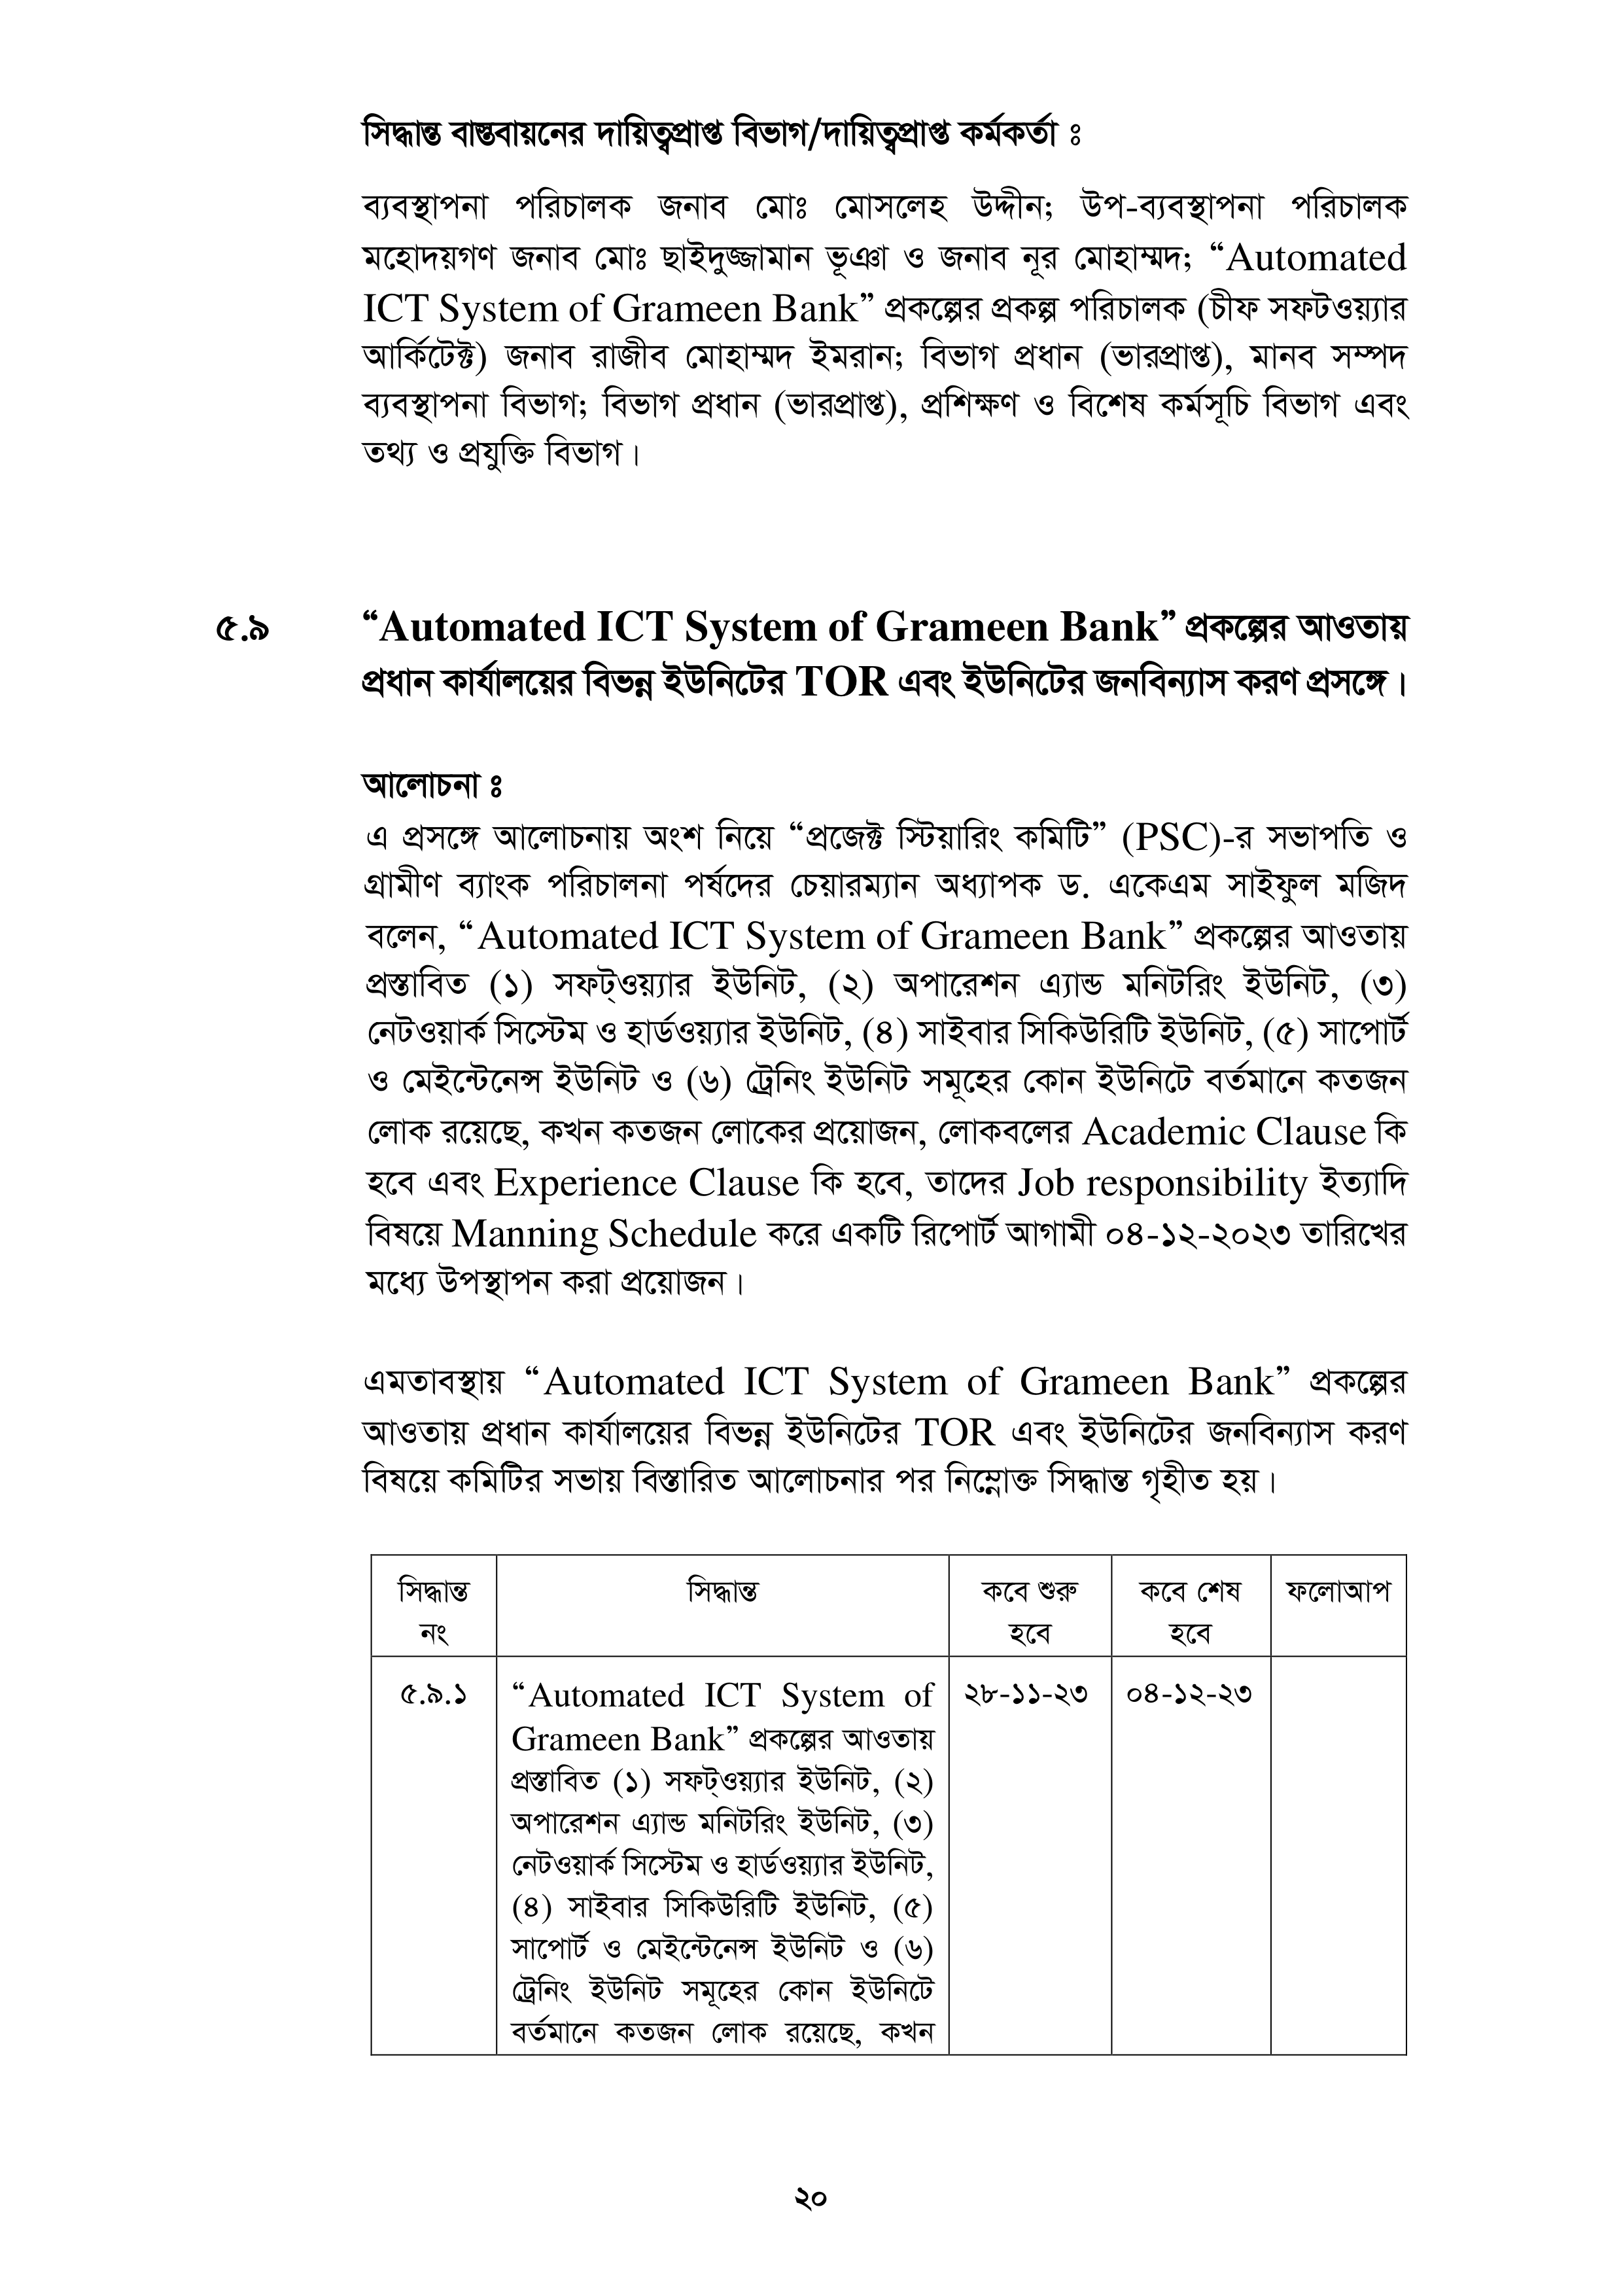 সিদ্ধান্ত বাস্তবায়নের দায়িত্বপ্রাপ্ত বিভাগ/দায়িত্বপ্রাপ্ত কর্মকর্তা ঃ
ব্যবস্থাপনা পরিচালক জনাব মোঃ মোসলেহ উদ্দীন; উপ-ব্যবস্থাপনা পরিচালক
মহোদয়গণ জনাব মোঃ ছাইদুজ্জামান ভূঞা ও জনাব নূর মোহাম্মদ; “Automated
ICT System of Grameen Bank” প্রকল্পের প্রকল্প পরিচালক (চীফ সফটওয়্যার
আর্কিটেক্ট) জনাব রাজীব মোহাম্মদ ইমরান; বিভাগ প্রধান (ভারপ্রাপ্ত), মানব সম্পদ
ব্যবস্থাপনা বিভাগ; বিভাগ প্রধান (ভারপ্রাপ্ত), প্রশিক্ষণ ও বিশেষ কর্মসূচি বিভাগ এবং
তথ্য ও প্রযুক্তি বিভাগ।
৫.৯ “Automated ICT System of Grameen Bank” প্রকল্পের আওতায়
প্রধান কার্যালয়ের বিভন্ন ইউনিটের TOR এবং ইউনিটের জনবিন্যাস করণ প্রসঙ্গে।
আলোচনা ঃ
এ প্রসঙ্গে আলোচনায় অংশ নিয়ে “প্রজেক্ট স্টিয়ারিং কমিটি” (PSC)-র সভাপতি ও
গ্রামীণ ব্যাংক পরিচালনা পর্ষদের চেয়ারম্যান অধ্যাপক ড. একেএম সাইফুল মজিদ
বলেন, “Automated ICT System of Grameen Bank” প্রকল্পের আওতায়
প্রস্তাবিত (১) সফট্ওয়্যার ইউনিট, (২) অপারেশন এ্যান্ড মনিটরিং ইউনিট, (৩)
নেটওয়ার্ক সিস্টেম ও হার্ডওয়্যার ইউনিট, (৪) সাইবার সিকিউরিটি ইউনিট, (৫) সাপোর্ট
ও মেইন্টেনেন্স ইউনিট ও (৬) ট্রেনিং ইউনিট সমূহের কোন ইউনিটে বর্তমানে কতজন
লোক রয়েছে, কখন কতজন লোকের প্রয়োজন, লোকবলের Academic Clause কি
হবে এবং Experience Clause কি হবে, তাদের Job responsibility ইত্যাদি
বিষয়ে Manning Schedule করে একটি রিপোর্ট আগামী ০৪-১২-২০২৩ তারিখের
মধ্যে উপস্থাপন করা প্রয়োজন।
এমতাবস্থায় “Automated ICT System of Grameen Bank” প্রকল্পের
আওতায় প্রধান কার্যালয়ের বিভন্ন ইউনিটের TOR এবং ইউনিটের জনবিন্যাস করণ
বিষয়ে কমিটির সভায় বিস্তারিত আলোচনার পর নিম্নোক্ত সিদ্ধান্ত গৃহীত হয়।
সিদ্ধান্ত সিদ্ধান্ত কবে শুরু কবে শেষ ফলোআপ
নং হবে হবে
৫.৯.১ “Automated ICT System of ২৮-১১-২৩ ০৪-১২-২৩
Grameen Bank” প্রকল্পের আওতায়
প্রস্তাবিত (১) সফট্ওয়্যার ইউনিট, (২)
অপারেশন এ্যান্ড মনিটরিং ইউনিট, (৩)
নেটওয়ার্ক সিস্টেম ও হার্ডওয়্যার ইউনিট,
(৪) সাইবার সিকিউরিটি ইউনিট, (৫)
সাপোর্ট ও মেইন্টেনেন্স ইউনিট ও (৬)
ট্রেনিং ইউনিট সমূহের কোন ইউনিটে
বর্তমানে কতজন লোক রয়েছে, কখন
২০